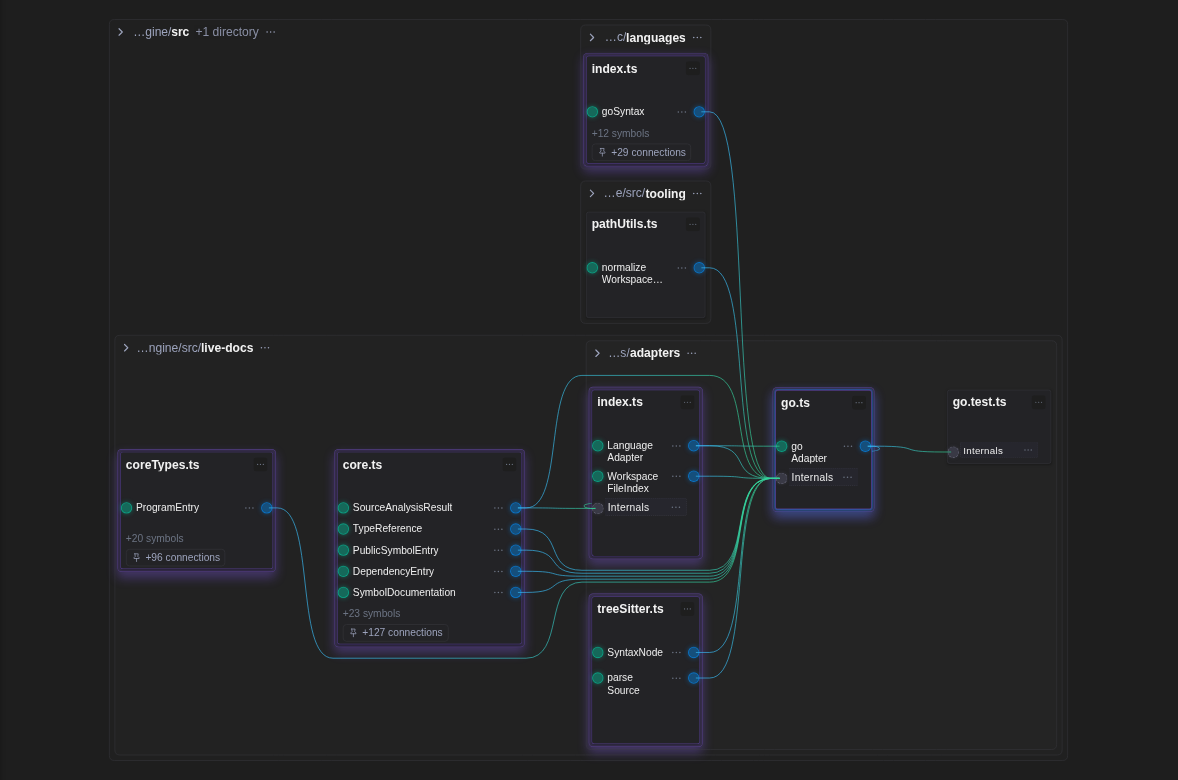 …gine/src +1 directory ···
…c/languages ···
index.ts ···
goSyntax ···
+12 symbols
+29 connections
…e/src/tooling ···
pathUtils.ts ···
normalize ···
Workspace…
…ngine/src/live-docs ···
…s/adapters ···
index.ts ···
Language ···
Adapter
Workspace ···
FileIndex
Internals ···
go.ts ···
go ···
Adapter
Internals ···
go.test.ts ···
Internals ···
coreTypes.ts ···
ProgramEntry ···
+20 symbols
+96 connections
core.ts ···
SourceAnalysisResult ···
TypeReference ···
PublicSymbolEntry ···
DependencyEntry ···
SymbolDocumentation ···
+23 symbols
+127 connections
treeSitter.ts ···
SyntaxNode ···
parse ···
Source